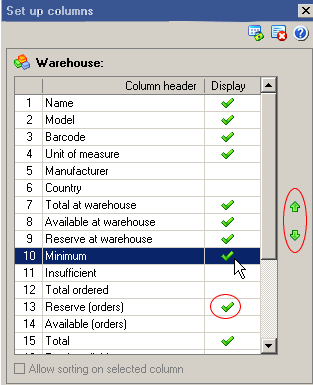 Set up columns
Warehouse:
Column header Display
1 Name
2 Model
3 Barcode
4 Unit of measure
5 Manufacturer
6 Country
7 Total at warehouse
8 Available at warehouse
9 Reserve at warehouse
10 Minimum
11 Insufficient
12 Total ordered
13 Reserve (orders)
14 Available (orders)
15 Total
Allow sorting on selected column